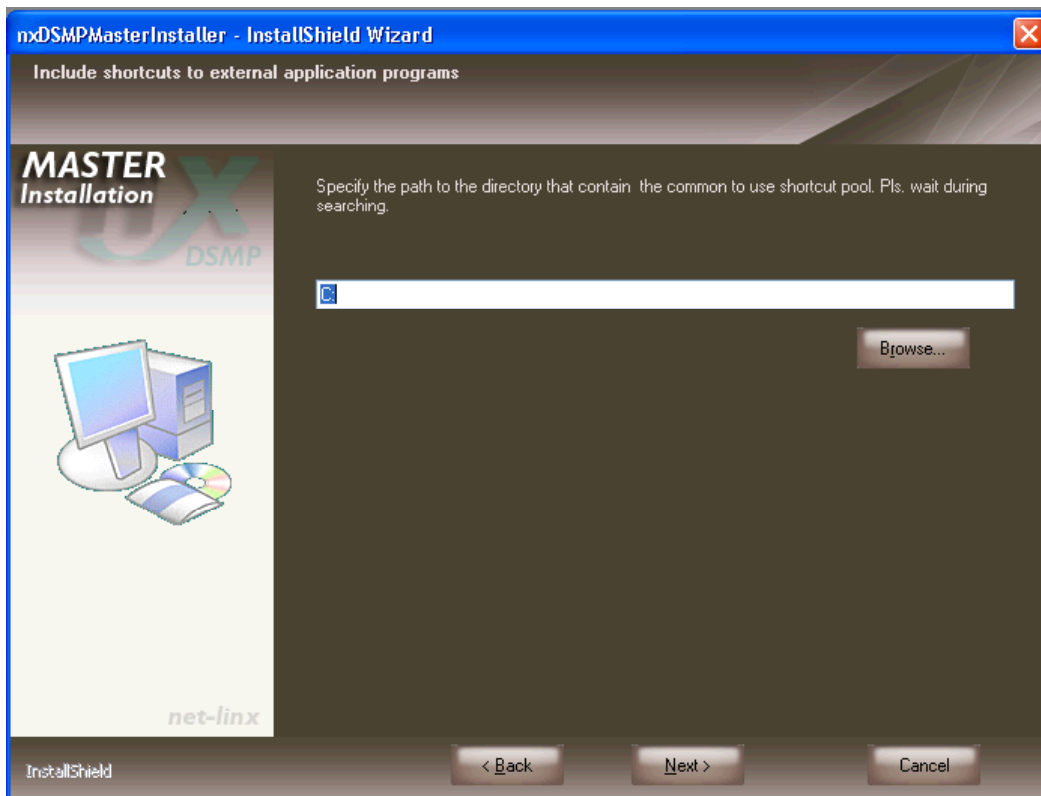 nxDSMPMasterInstaller - InstallShield Wizard
Include shortcuts to external application programs
MASTER
Installation
DSMP
Specify the path to the directory that contain the common to use shortcut pool. Pls. wait during
searching.
C:
Browse...
net-linx
InstallShield
< Back
Next >
Cancel